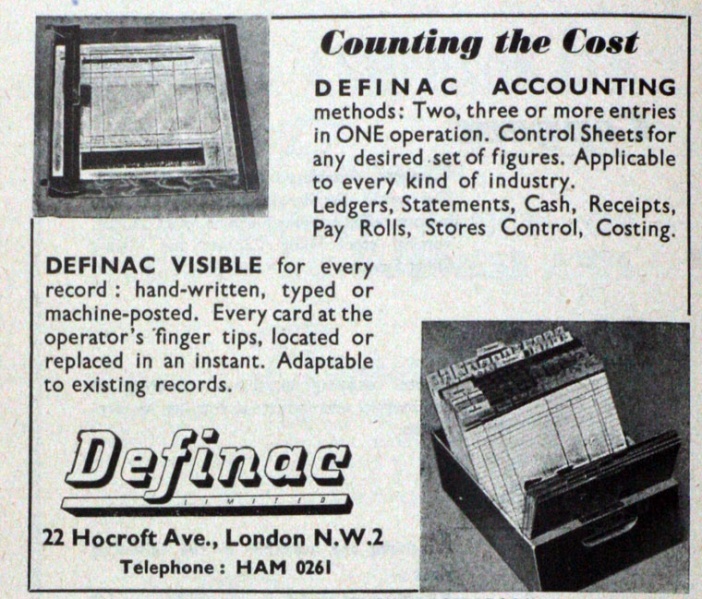 Counting the Cost
DEFINAC ACCOUNTING
methods: Two, three or more entries
in ONE operation. Control Sheets for
any desired set of figures. Applicable
to every kind of industry.
Ledgers, Statements, Cash, Receipts,
Pay Rolls, Stores Control, Costing.
DEFINAC VISIBLE for every
record: hand-written, typed or
machine-posted. Every card at the
operator's finger tips, located or
replaced in an instant. Adaptable
to existing records.
Definac
LIMITED
22 Hocroft Ave., London N.W.2
Telephone: HAM 0261